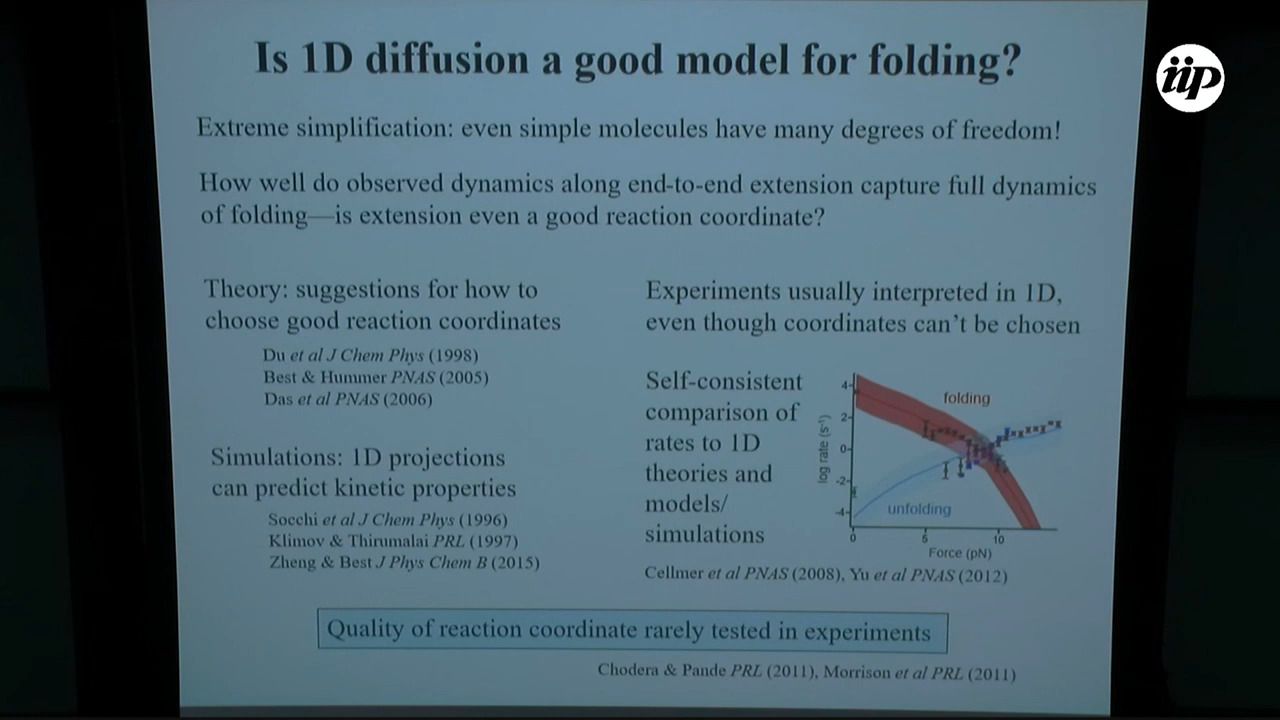 Is 1D diffusion a good model for folding?
iip
Extreme simplification: even simple molecules have many degrees of freedom!
How well do observed dynamics along end-to-end extension capture full dynamics
of folding—is extension even a good reaction coordinate?
Theory: suggestions for how to
choose good reaction coordinates
Du et al J Chem Phys (1998)
Best & Hummer PNAS (2005)
Das et al PNAS (2006)
Simulations: 1D projections
can predict kinetic properties
Socchi et al J Chem Phys (1996)
Klimov & Thirumalai PRL (1997)
Zheng & Best J Phys Chem B (2015)
Experiments usually interpreted in 1D,
even though coordinates can't be chosen
Self-consistent
comparison of
rates to 1D
theories and
models/
simulations
log rate (s⁻¹)
4
2
0
-2
-4
folding
unfolding
0 5 10
Force (pN)
Cellmer et al PNAS (2008), Yu et al PNAS (2012)
Quality of reaction coordinate rarely tested in experiments
Chodera & Pande PRL (2011), Morrison et al PRL (2011)